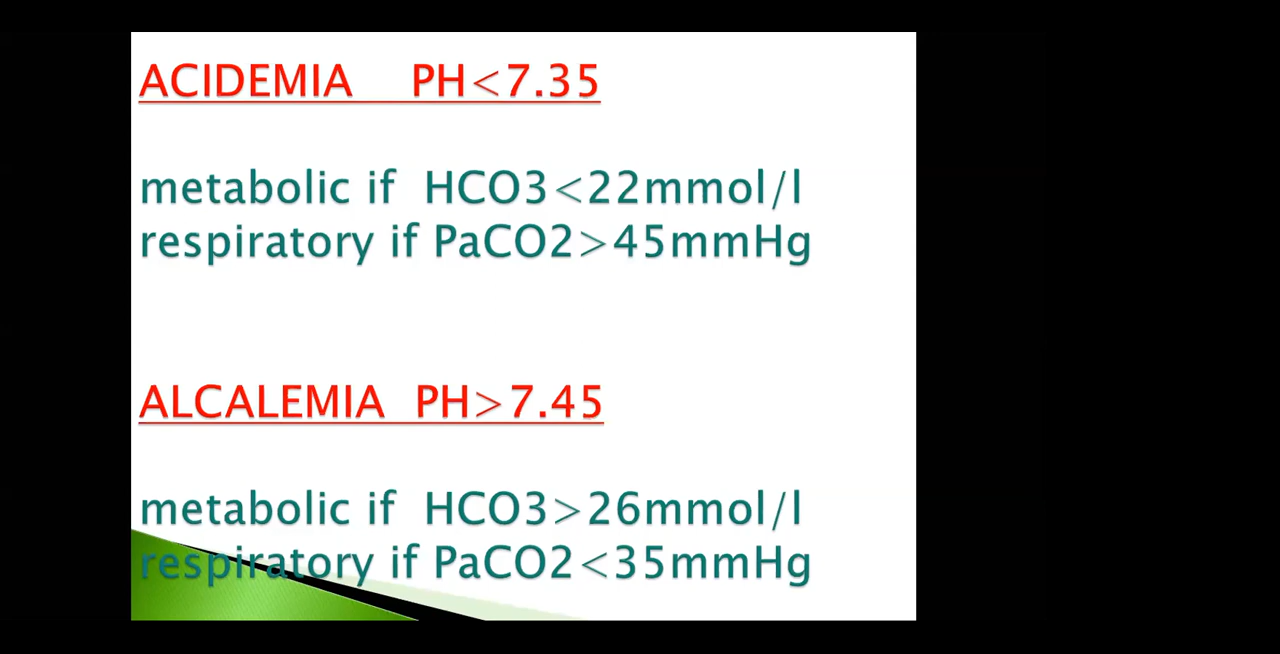 ACIDEMIA PH<7.35
metabolic if HCO3<22mmol/l
respiratory if PaCO2>45mmHg
ALCALEMIA PH>7.45
metabolic if HCO3>26mmol/l
respiratory if PaCO2<35mmHg